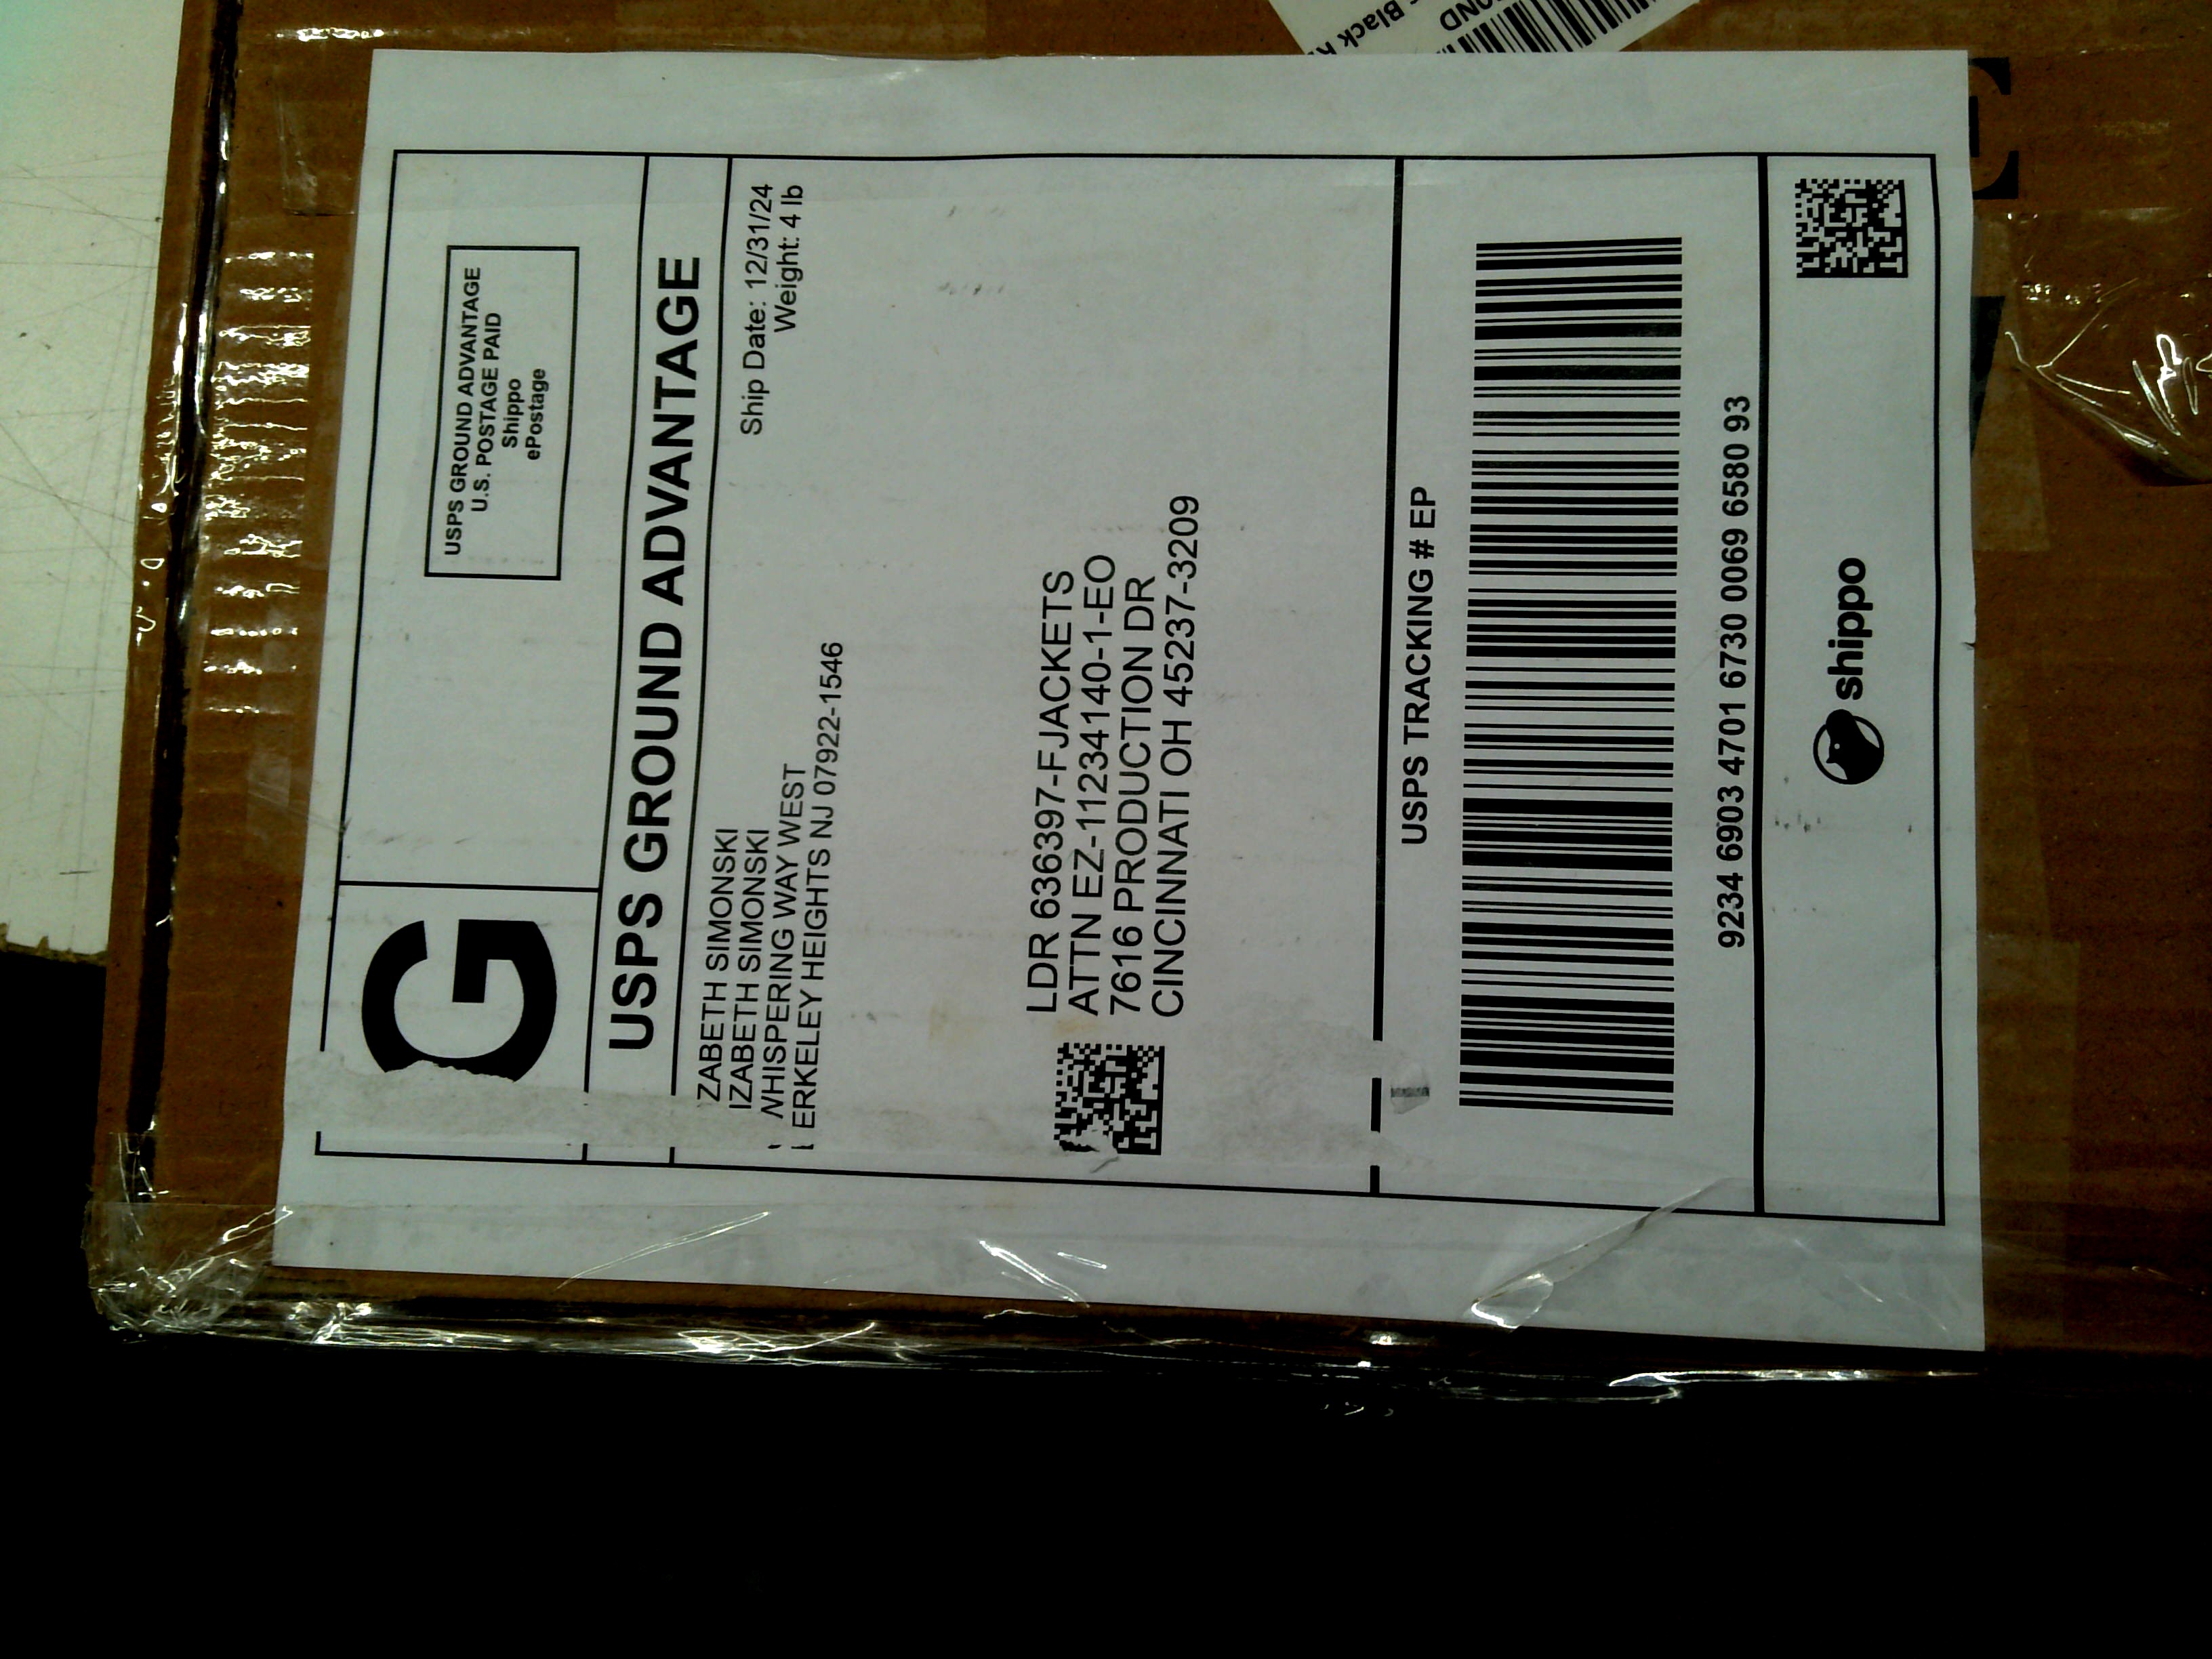 G
USPS GROUND ADVANTAGE
U.S. POSTAGE PAID
Shippo
ePostage
USPS GROUND ADVANTAGE
ZABETH SIMONSKI
IZABETH SIMONSKI
WHISPERING WAY WEST
ERKELEY HEIGHTS NJ 07922-1546
Ship Date: 12/31/24
Weight: 4 lb
LDR 636397-FJACKETS
ATTN EZ-11234140-1-EO
7616 PRODUCTION DR
CINCINNATI OH 45237-3209
USPS TRACKING # EP
9234 6903 4701 6730 0069 6580 93
shippo
Black
E